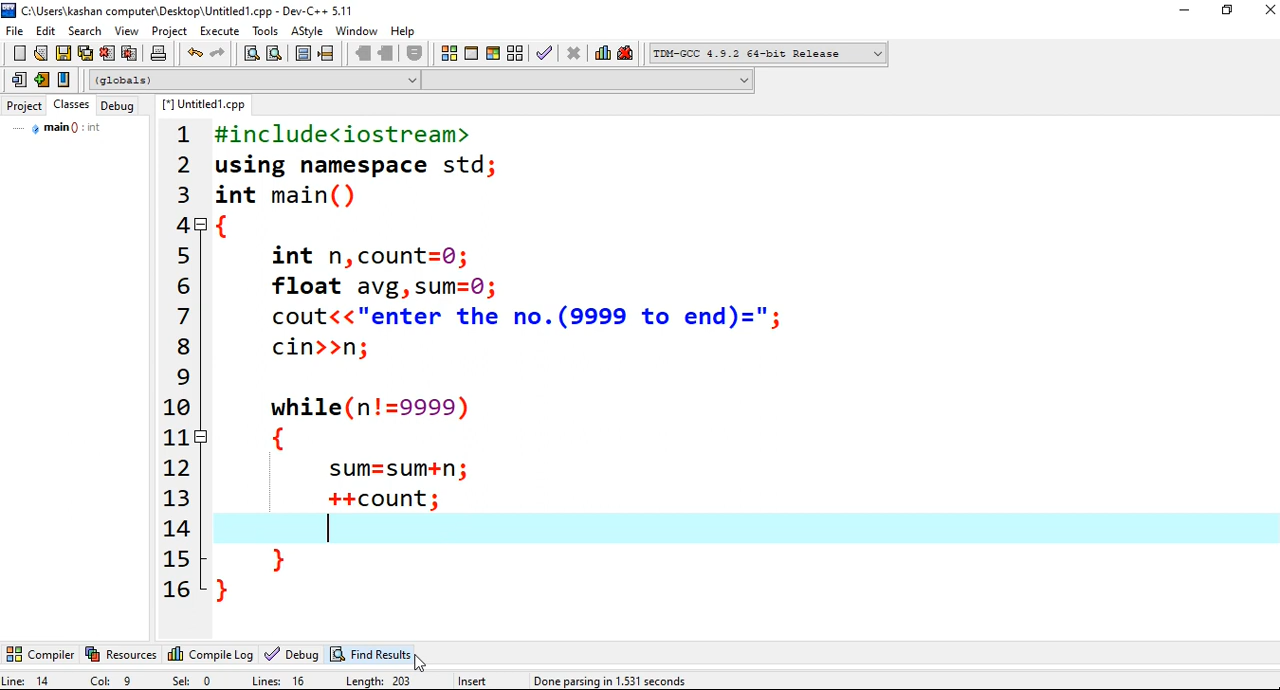 C:\Users\kashan computer\Desktop\Untitled1.cpp - Dev-C++ 5.11
File Edit Search View Project Execute Tools AStyle Window Help
TDM-GCC 4.9.2 64-bit Release
(globals)
Project Classes Debug [*] Untitled1.cpp
main () : int
1 #include<iostream>
2 using namespace std;
3 int main()
4 {
5 int n,count=0;
6 float avg,sum=0;
7 cout<<"enter the no.(9999 to end)=";
8 cin>>n;
9
10 while(n!=9999)
11 {
12 sum=sum+n;
13 ++count;
14
15 }
16 }
Compiler Resources Compile Log Debug Find Results
Line: 14 Col: 9 Sel: 0 Lines: 16 Length: 203 Insert Done parsing in 1.531 seconds